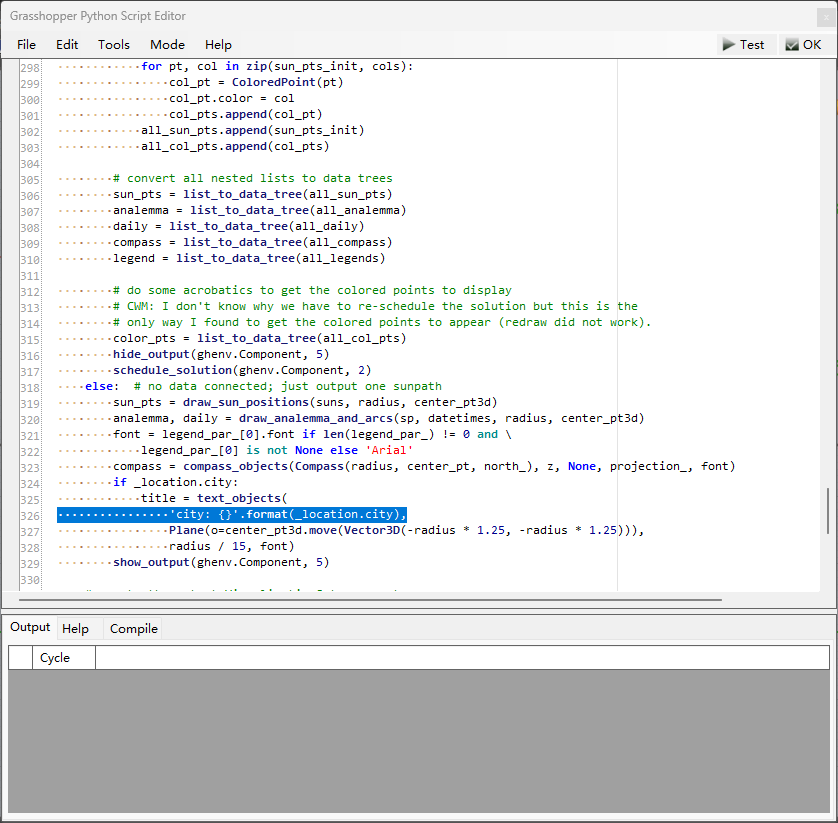 Grasshopper Python Script Editor
File Edit Tools Mode Help Test OK
298 for pt, col in zip(sun_pts_init, cols):
299 col_pt = ColoredPoint(pt)
300 col_pt.color = col
301 col_pts.append(col_pt)
302 all_sun_pts.append(sun_pts_init)
303 all_col_pts.append(col_pts)
304
305 # convert all nested lists to data trees
306 sun_pts = list_to_data_tree(all_sun_pts)
307 analemma = list_to_data_tree(all_analemma)
308 daily = list_to_data_tree(all_daily)
309 compass = list_to_data_tree(all_compass)
310 legend = list_to_data_tree(all_legends)
311
312 # do some acrobatics to get the colored points to display
313 # CWM: I don't know why we have to re-schedule the solution but this is the
314 # only way I found to get the colored points to appear (redraw did not work).
315 color_pts = list_to_data_tree(all_col_pts)
316 hide_output(ghenv.Component, 5)
317 schedule_solution(ghenv.Component, 2)
318 else:  # no data connected; just output one sunpath
319 sun_pts = draw_sun_positions(suns, radius, center_pt3d)
320 analemma, daily = draw_analemma_and_arcs(sp, datetimes, radius, center_pt3d)
321 font = legend_par_[0].font if len(legend_par_) != 0 and \
322 legend_par_[0] is not None else 'Arial'
323 compass = compass_objects(Compass(radius, center_pt, north_), z, None, projection_, font)
324 if _location.city:
325 title = text_objects(
326 'city: {}'.format(_location.city),
327 Plane(o=center_pt3d.move(Vector3D(-radius * 1.25, -radius * 1.25))),
328 radius / 15, font)
329 show_output(ghenv.Component, 5)
330
Output Help Compile
Cycle